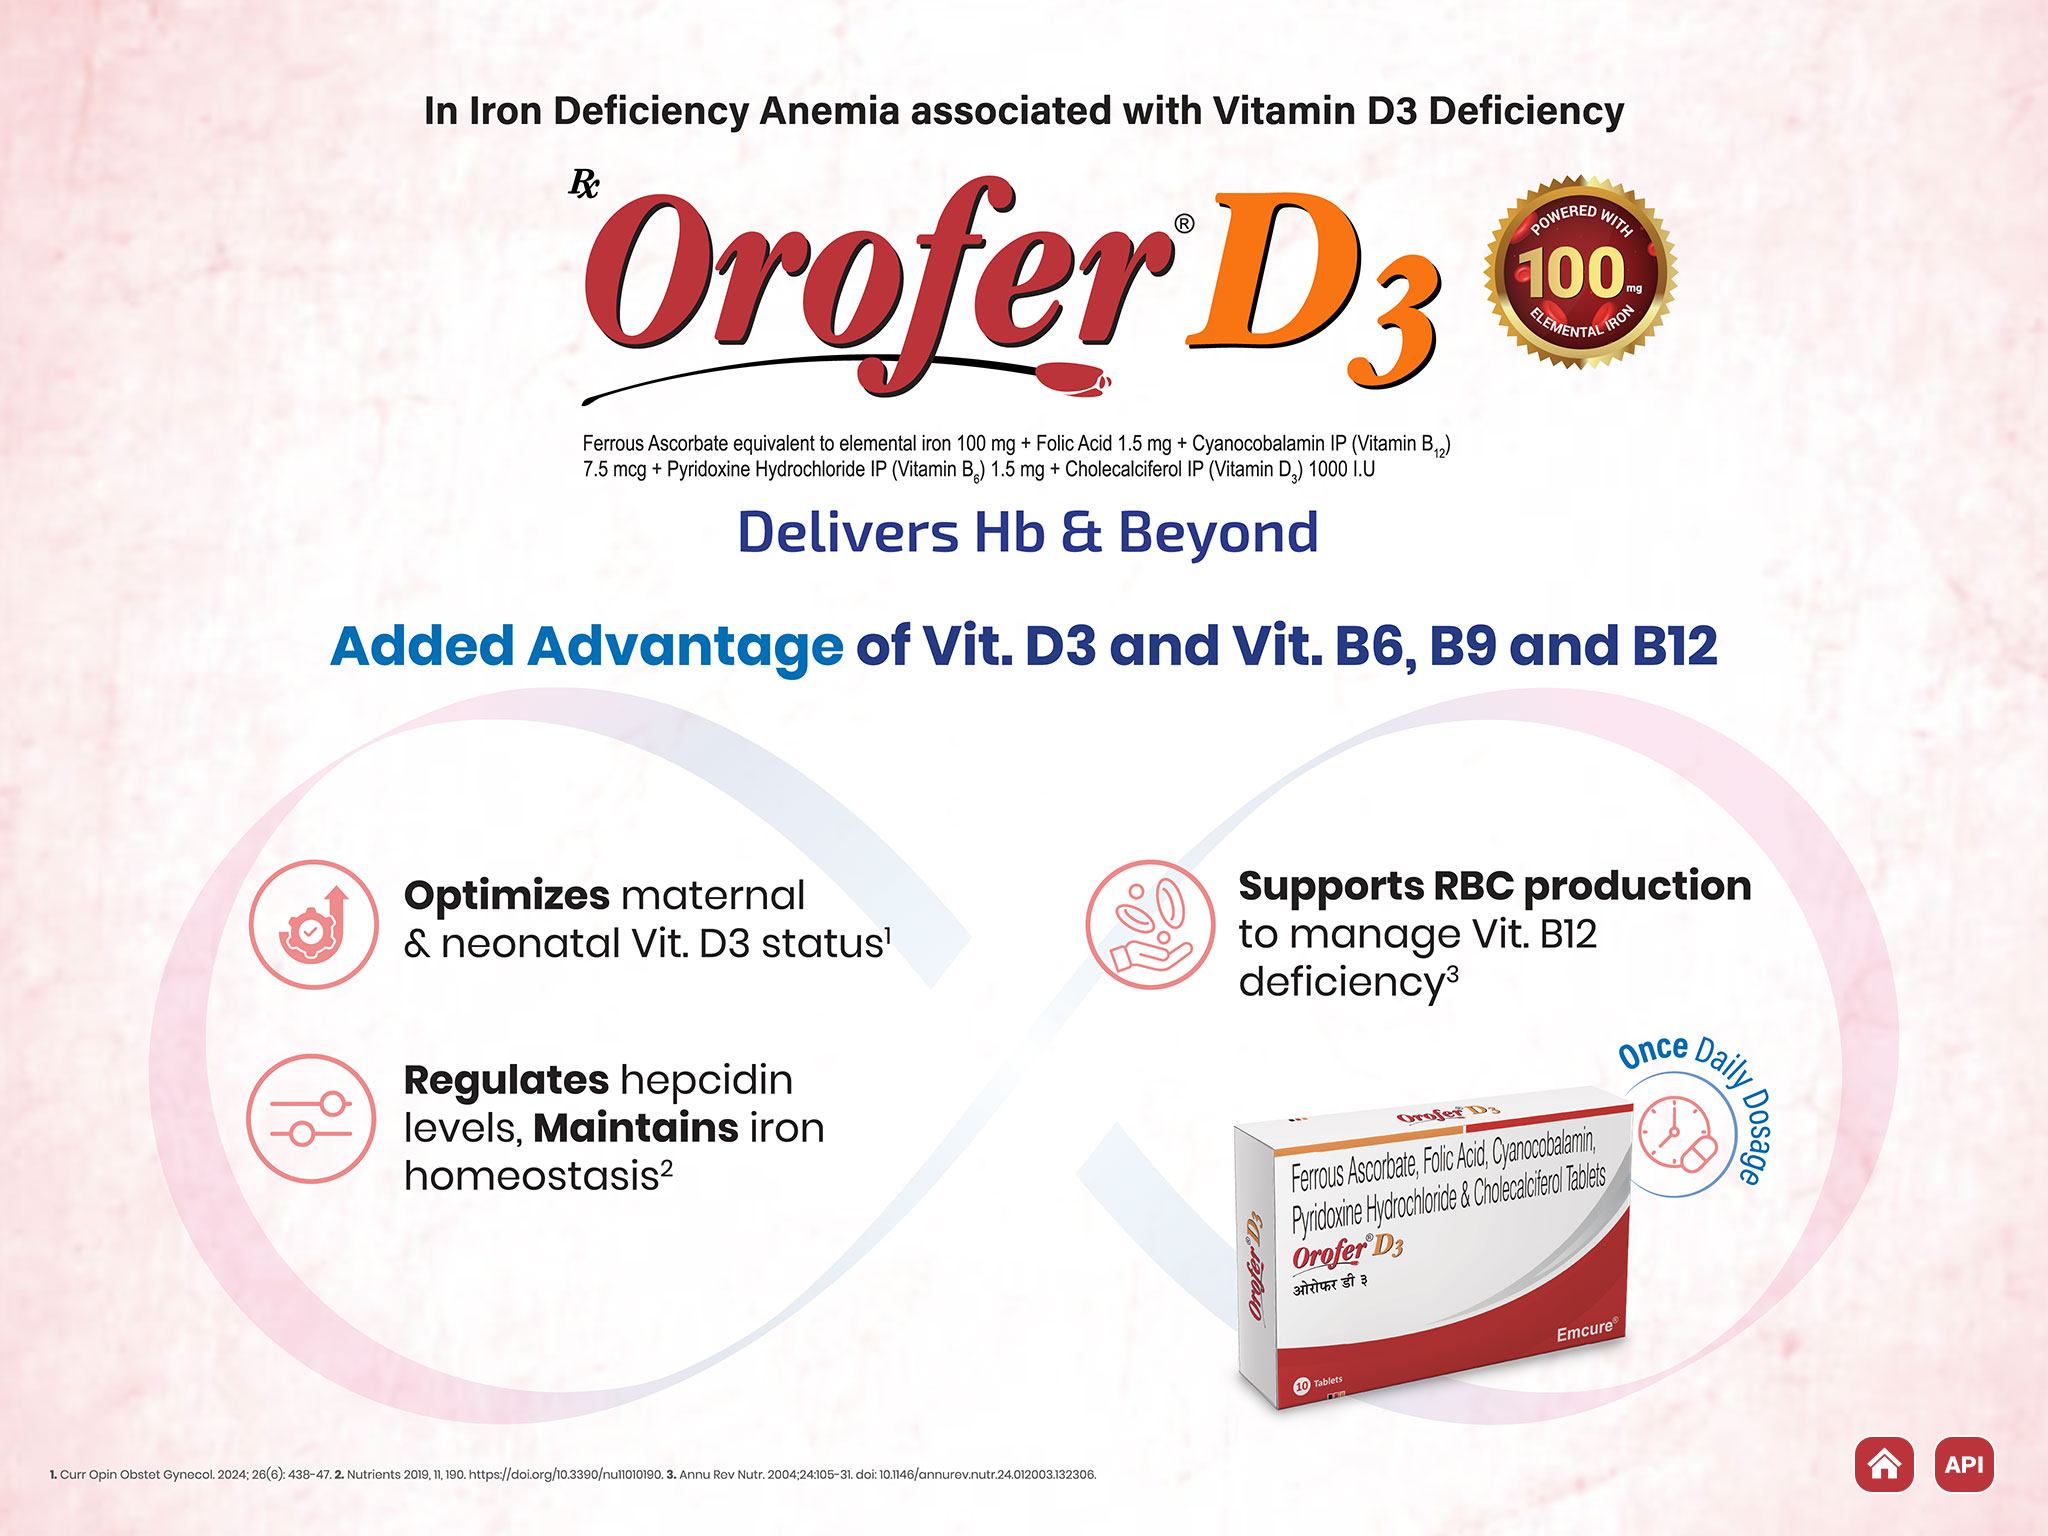 In Iron Deficiency Anemia associated with Vitamin D3 Deficiency
Rx
Orofer® D3
POWERED WITH
100 mg
ELEMENTAL IRON
Ferrous Ascorbate equivalent to elemental iron 100 mg + Folic Acid 1.5 mg + Cyanocobalamin IP (Vitamin B12)
7.5 mcg + Pyridoxine Hydrochloride IP (Vitamin B6) 1.5 mg + Cholecalciferol IP (Vitamin D3) 1000 I.U
Delivers Hb & Beyond
Added Advantage of Vit. D3 and Vit. B6, B9 and B12
Optimizes maternal
& neonatal Vit. D3 status1
Regulates hepcidin
levels, Maintains iron
homeostasis2
Supports RBC production
to manage Vit. B12
deficiency3
Once Daily Dosage
Orofer® D3
Ferrous Ascorbate, Folic Acid, Cyanocobalamin,
Pyridoxine Hydrochloride & Cholecalciferol Tablets
Orofer® D3
ओरोफर डी ३
Emcure®
10 Tablets
Orofer® D3
1. Curr Opin Obstet Gynecol. 2024; 26(6): 438-47. 2. Nutrients 2019, 11, 190. https://doi.org/10.3390/nu11010190. 3. Annu Rev Nutr. 2004;24:105-31. doi: 10.1146/annurev.nutr.24.012003.132306.
API